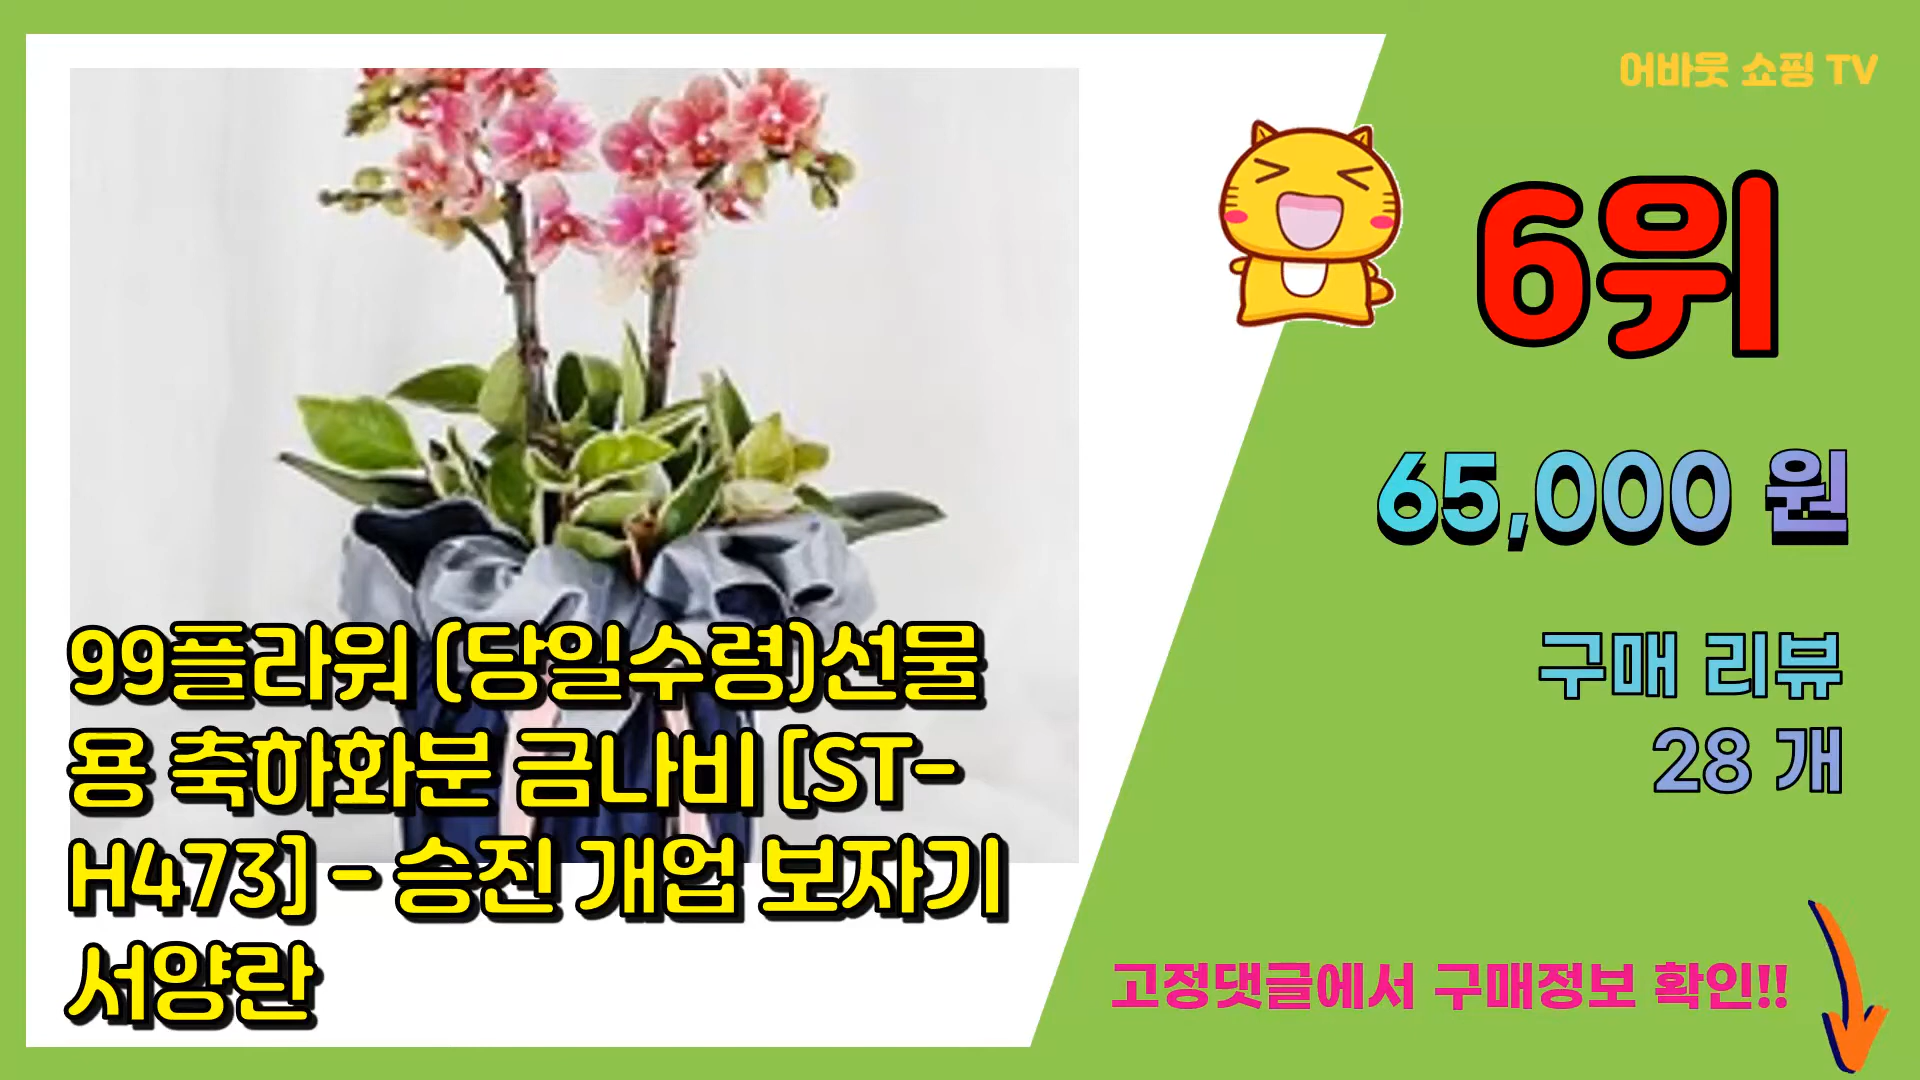 어바웃 쇼핑 TV
6위
65,000 원
구매 리뷰
28 개
99플라워 (당일수령)선물
용 축하화분 금나비 [ST-
H473] - 승진 개업 보자기
서양란
고정댓글에서 구매정보 확인!!